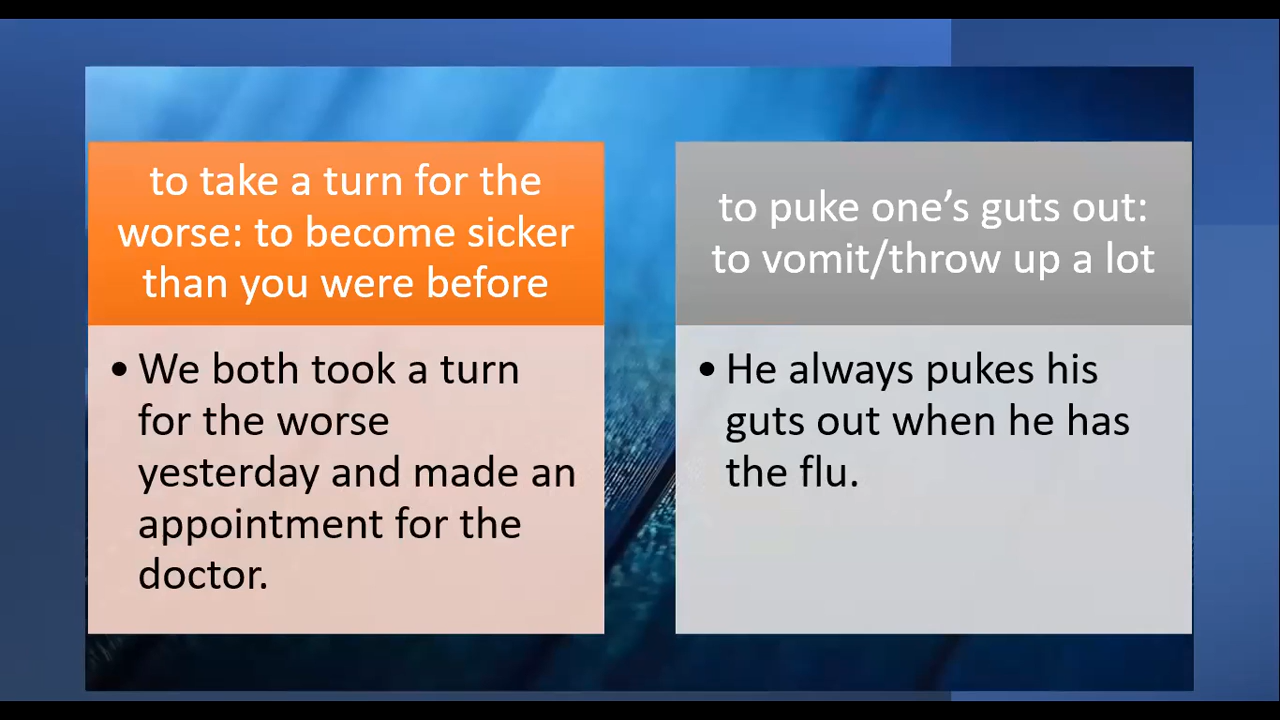 to take a turn for the
worse: to become sicker
than you were before
• We both took a turn
for the worse
yesterday and made an
appointment for the
doctor.
to puke one’s guts out:
to vomit/throw up a lot
• He always pukes his
guts out when he has
the flu.